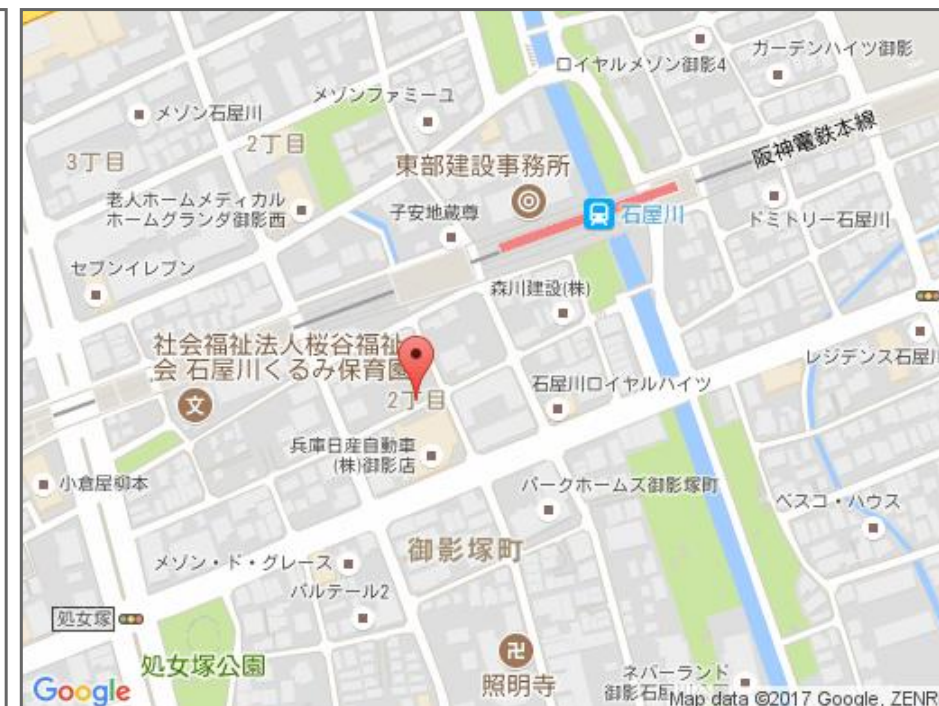 ガーデンハイツ御影
ロイヤルメゾン御影4
メゾンファミーユ
メゾン石屋川
2丁目
3丁目
阪神電鉄本線
東部建設事務所
老人ホームメディカル
ホームグランダ御影西
子安地蔵尊
石屋川
ドミトリー石屋川
セブンイレブン
森川建設(株)
社会福祉法人桜谷福祉
会 石屋川くるみ保育園
レジデンス石屋川
石屋川ロイヤルハイツ
2丁目
兵庫日産自動車
(株)御影店
小倉屋柳本
パークホームズ御影塚町
ベスコ・ハウス
御影塚町
メゾン・ド・グレース
バルテール2
処女塚
処女塚公園
照明寺
ネバーランド
御影石屋
Google
Map data ©2017 Google, ZENR